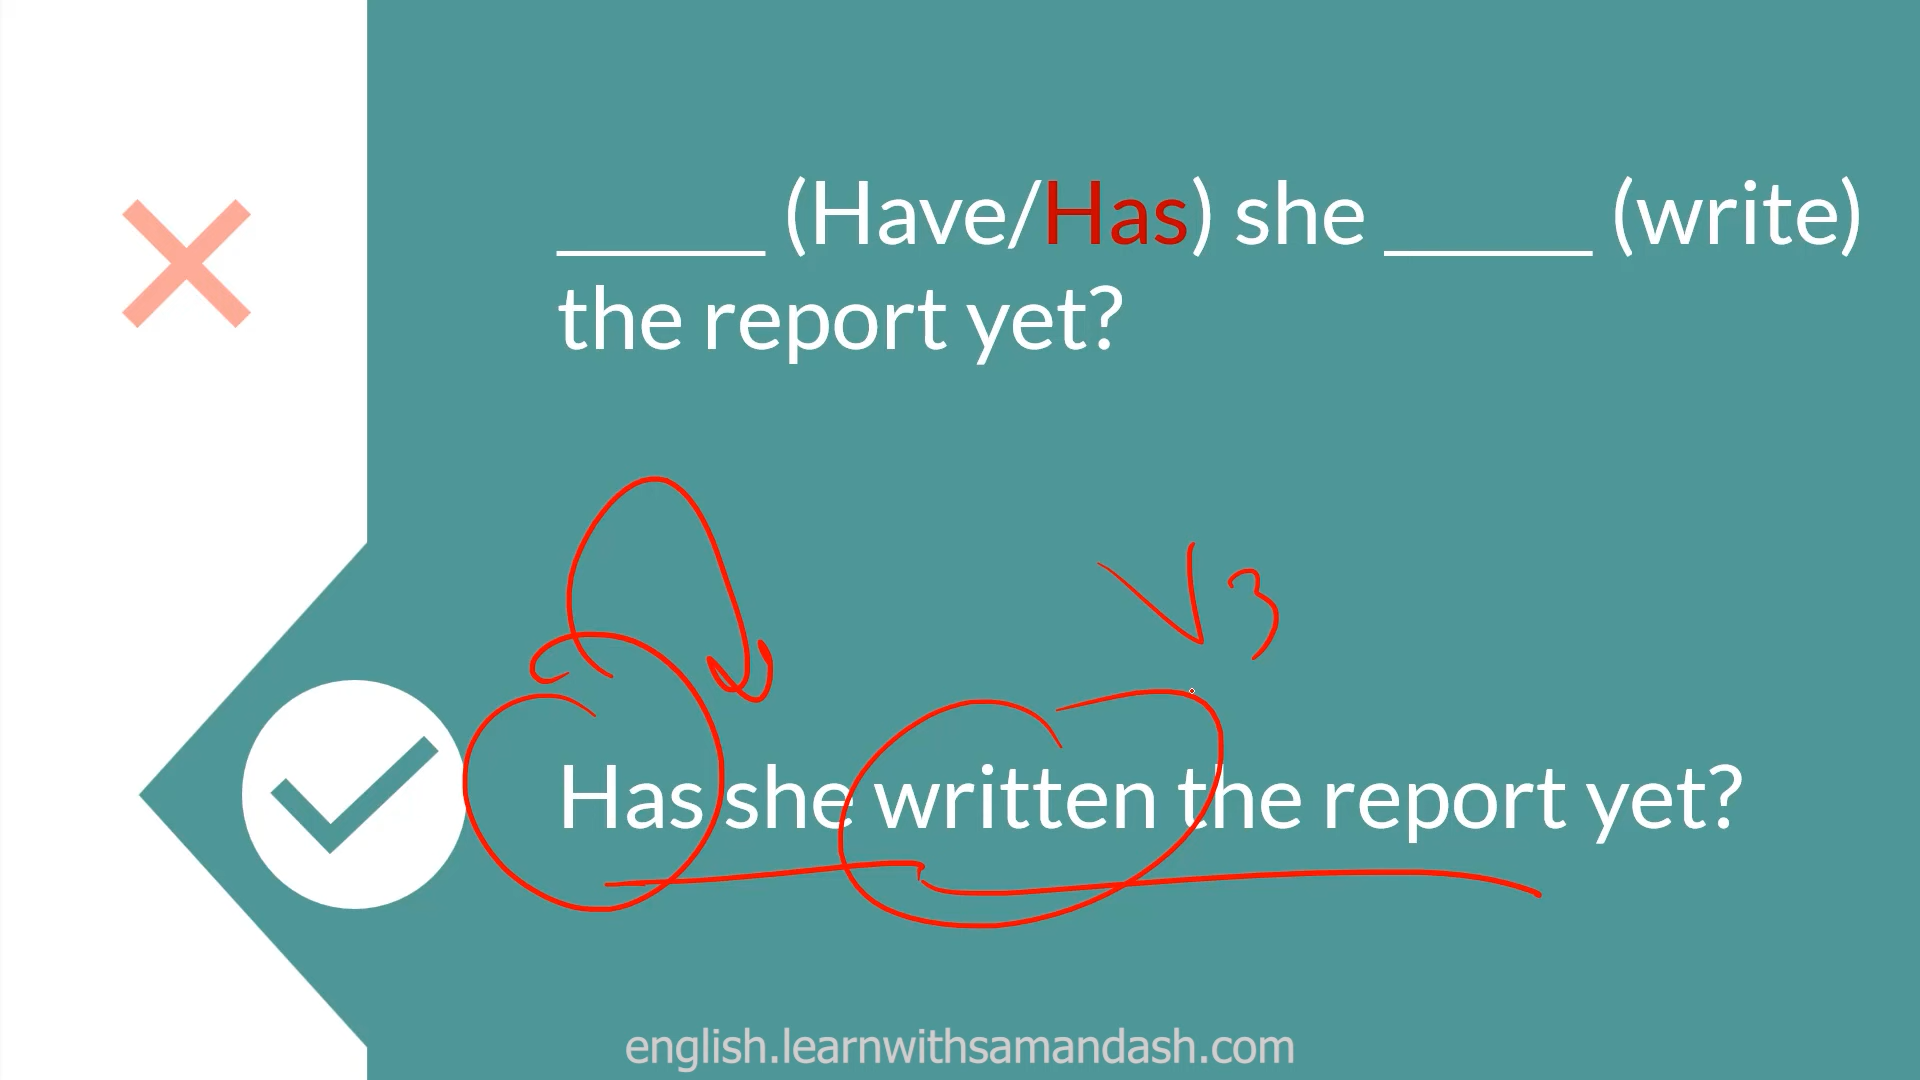 _____ (Have/Has) she _____ (write)
the report yet?
V3
Has she written the report yet?
english.learnwithsamandash.com